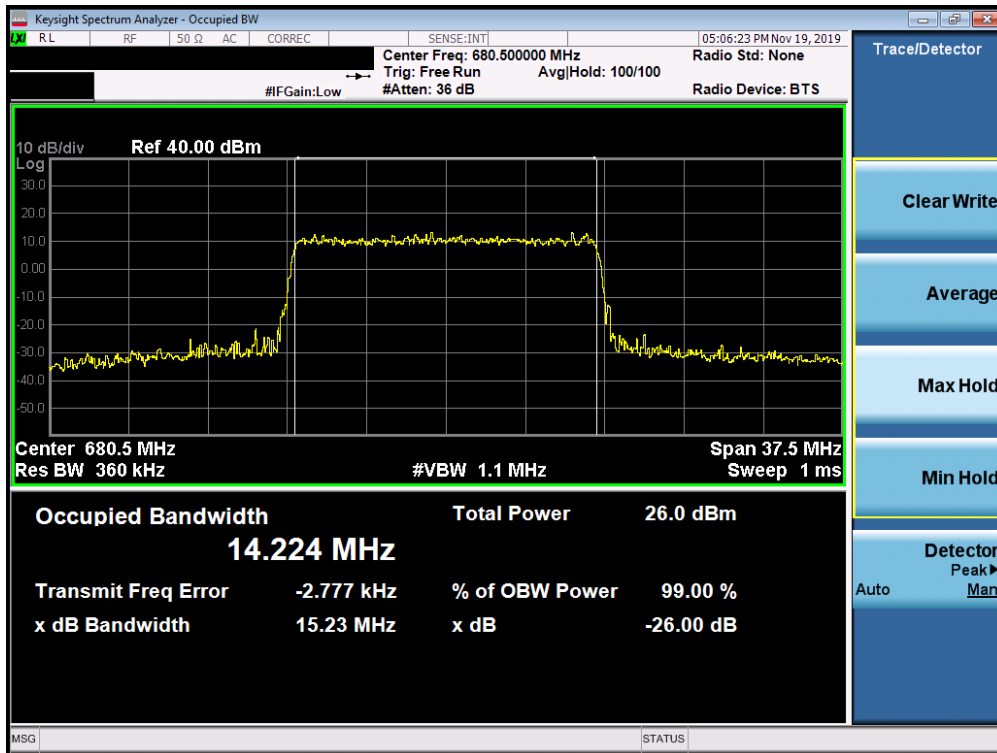 Keysight Spectrum Analyzer - Occupied BW
LXI RL RF 50 Ω AC CORREC SENSE:INT 05:06:23 PM Nov 19, 2019
Center Freq: 680.500000 MHz Radio Std: None
Trig: Free Run Avg|Hold: 100/100
#IFGain:Low #Atten: 36 dB Radio Device: BTS
Trace/Detector
10 dB/div Ref 40.00 dBm
Log
30.0
20.0
10.0
0.00
-10.0
-20.0
-30.0
-40.0
-50.0
Center 680.5 MHz Span 37.5 MHz
Res BW 360 kHz #VBW 1.1 MHz Sweep 1 ms
Occupied Bandwidth Total Power 26.0 dBm
14.224 MHz
Transmit Freq Error -2.777 kHz % of OBW Power 99.00 %
x dB Bandwidth 15.23 MHz x dB -26.00 dB
Clear Write
Average
Max Hold
Min Hold
Detector
Peak▶
Auto Man
MSG STATUS